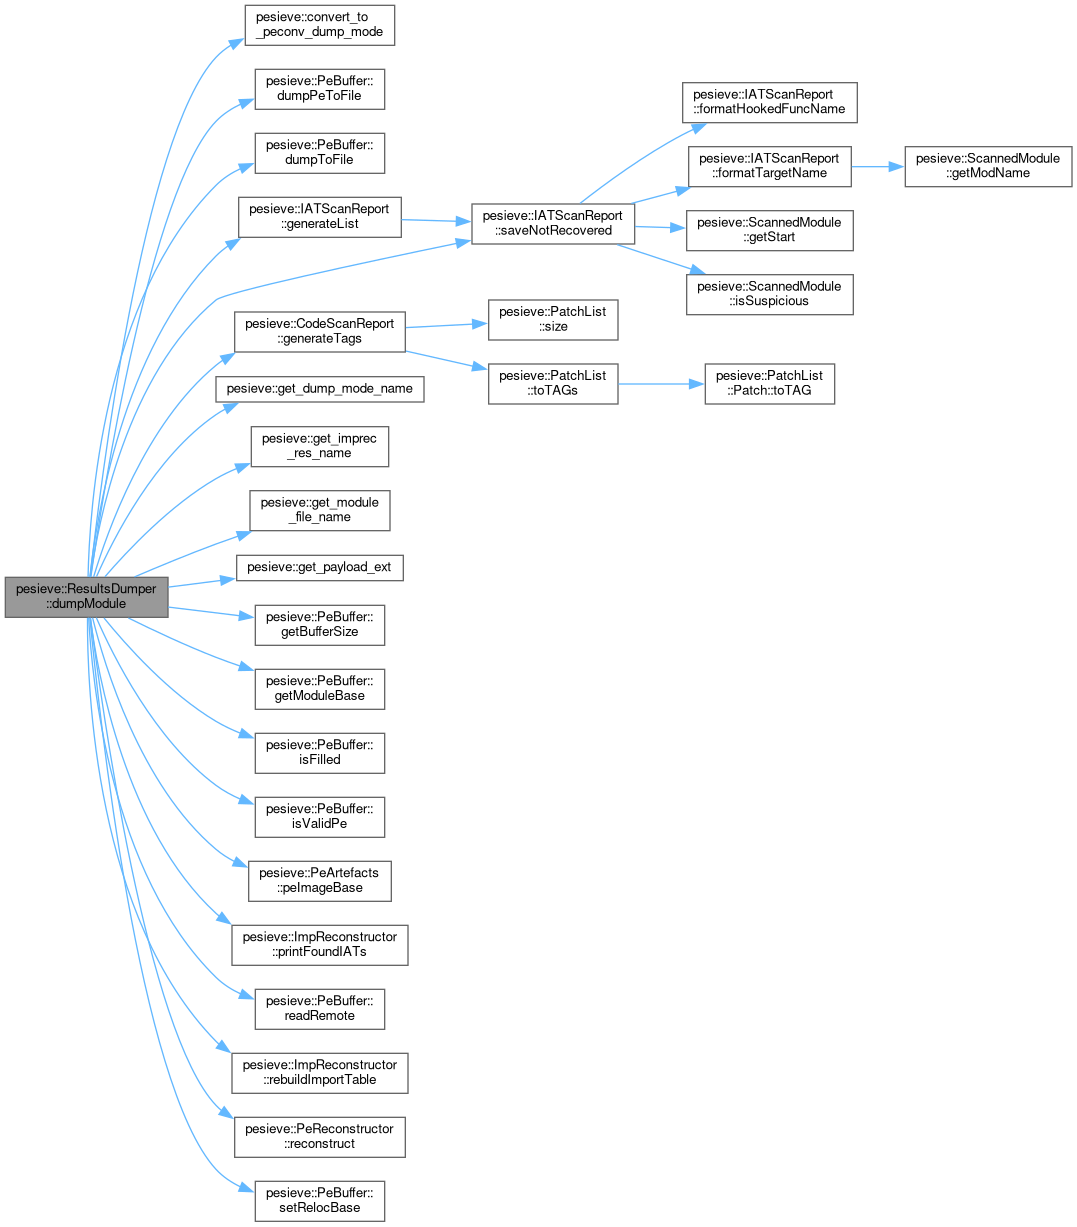 pesieve::convert_to
_peconv_dump_mode
pesieve::PeBuffer::
dumpPeToFile
pesieve::PeBuffer::
dumpToFile
pesieve::IATScanReport
::generateList
pesieve::IATScanReport
::saveNotRecovered
pesieve::IATScanReport
::formatHookedFuncName
pesieve::IATScanReport
::formatTargetName
pesieve::ScannedModule
::getModName
pesieve::ScannedModule
::getStart
pesieve::ScannedModule
::isSuspicious
pesieve::CodeScanReport
::generateTags
pesieve::PatchList
::size
pesieve::PatchList
::toTAGs
pesieve::PatchList
::Patch::toTAG
pesieve::get_dump_mode_name
pesieve::get_imprec
_res_name
pesieve::get_module
_file_name
pesieve::get_payload_ext
pesieve::ResultsDumper
::dumpModule
pesieve::PeBuffer::
getBufferSize
pesieve::PeBuffer::
getModuleBase
pesieve::PeBuffer::
isFilled
pesieve::PeBuffer::
isValidPe
pesieve::PeArtefacts
::peImageBase
pesieve::ImpReconstructor
::printFoundIATs
pesieve::PeBuffer::
readRemote
pesieve::ImpReconstructor
::rebuildImportTable
pesieve::PeReconstructor
::reconstruct
pesieve::PeBuffer::
setRelocBase